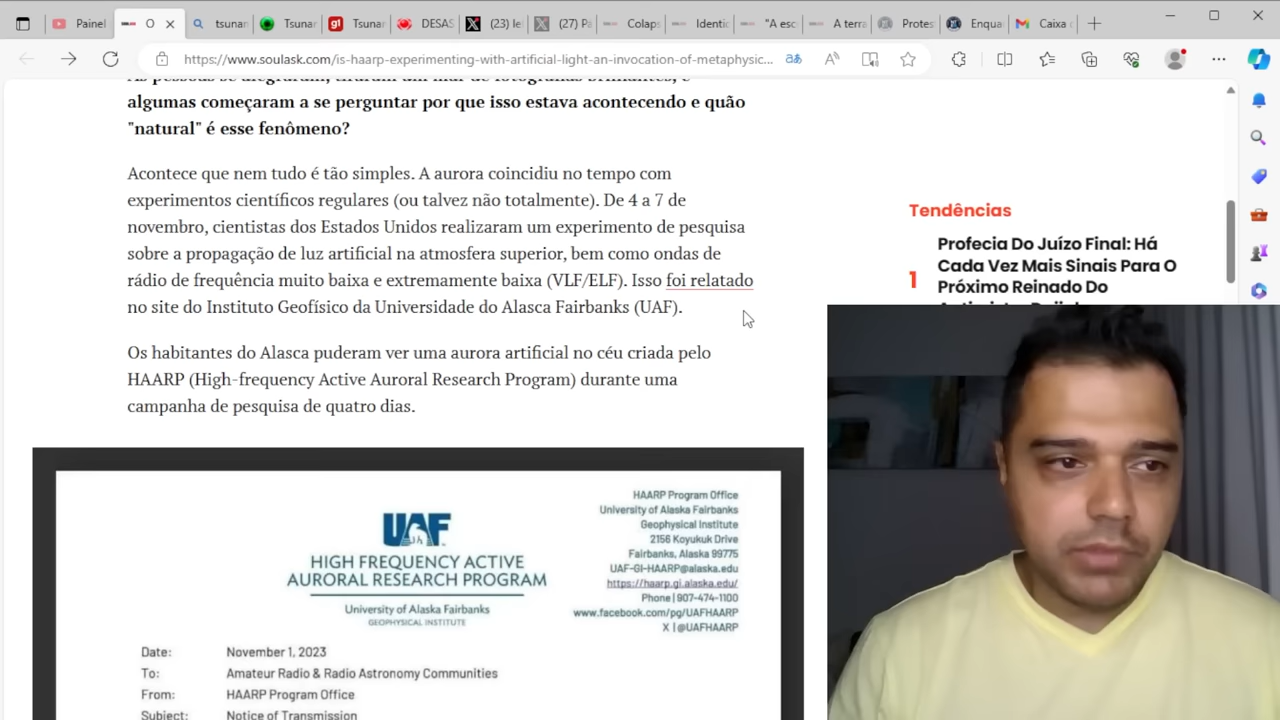 tsunar
Tsunar
Tsunar
DESAS
(23) le
(27) Pa
Colaps
Identic
"A esc
A terra
Protes
Enqua
Caixa
https://www.soulask.com/is-haarp-experimenting-with-artificial-light-an-invocation-of-metaphysic...
algumas começaram a se perguntar por que isso estava acontecendo e quão
"natural" é esse fenômeno?
Acontece que nem tudo é tão simples. A aurora coincidiu no tempo com
experimentos científicos regulares (ou talvez não totalmente). De 4 a 7 de
novembro, cientistas dos Estados Unidos realizaram um experimento de pesquisa
sobre a propagação de luz artificial na atmosfera superior, bem como ondas de
rádio de frequência muito baixa e extremamente baixa (VLF/ELF). Isso foi relatado
no site do Instituto Geofísico da Universidade do Alasca Fairbanks (UAF).
Os habitantes do Alasca puderam ver uma aurora artificial no céu criada pelo
HAARP (High-frequency Active Auroral Research Program) durante uma
campanha de pesquisa de quatro dias.
Tendências
1
Profecia Do Juízo Final: Há
Cada Vez Mais Sinais Para O
Próximo Reinado Do
UAF
HIGH FREQUENCY ACTIVE
AURORAL RESEARCH PROGRAM
University of Alaska Fairbanks
GEOPHYSICAL INSTITUTE
HAARP Program Office
University of Alaska Fairbanks
Geophysical Institute
2156 Koyukuk Drive
Fairbanks, Alaska 99775
UAF-GI-HAARP@alaska.edu
https://haarp.gi.alaska.edu/
Phone | 907-474-1100
www.facebook.com/pg/UAFHAARP
X | @UAFHAARP
Date: November 1, 2023
To: Amateur Radio & Radio Astronomy Communities
From: HAARP Program Office
Subject: Notice of Transmission